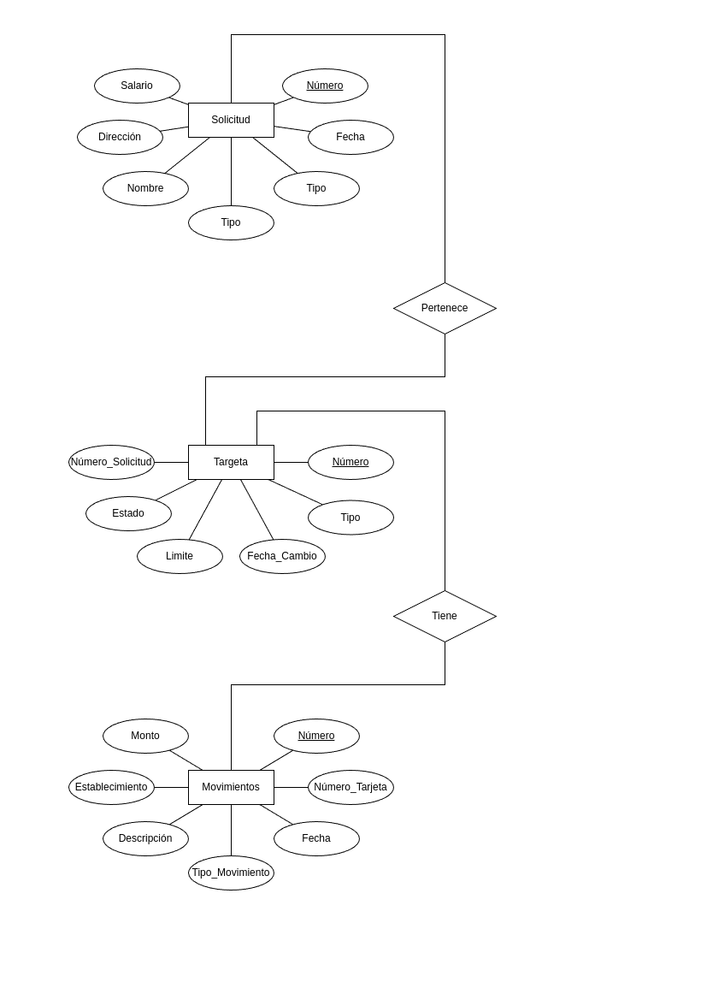 Salario
Número
Solicitud
Dirección
Fecha
Nombre
Tipo
Tipo
Pertenece
Número_Solicitud
Targeta
Número
Estado
Tipo
Limite
Fecha_Cambio
Tiene
Monto
Número
Establecimiento
Movimientos
Número_Tarjeta
Descripción
Fecha
Tipo_Movimiento